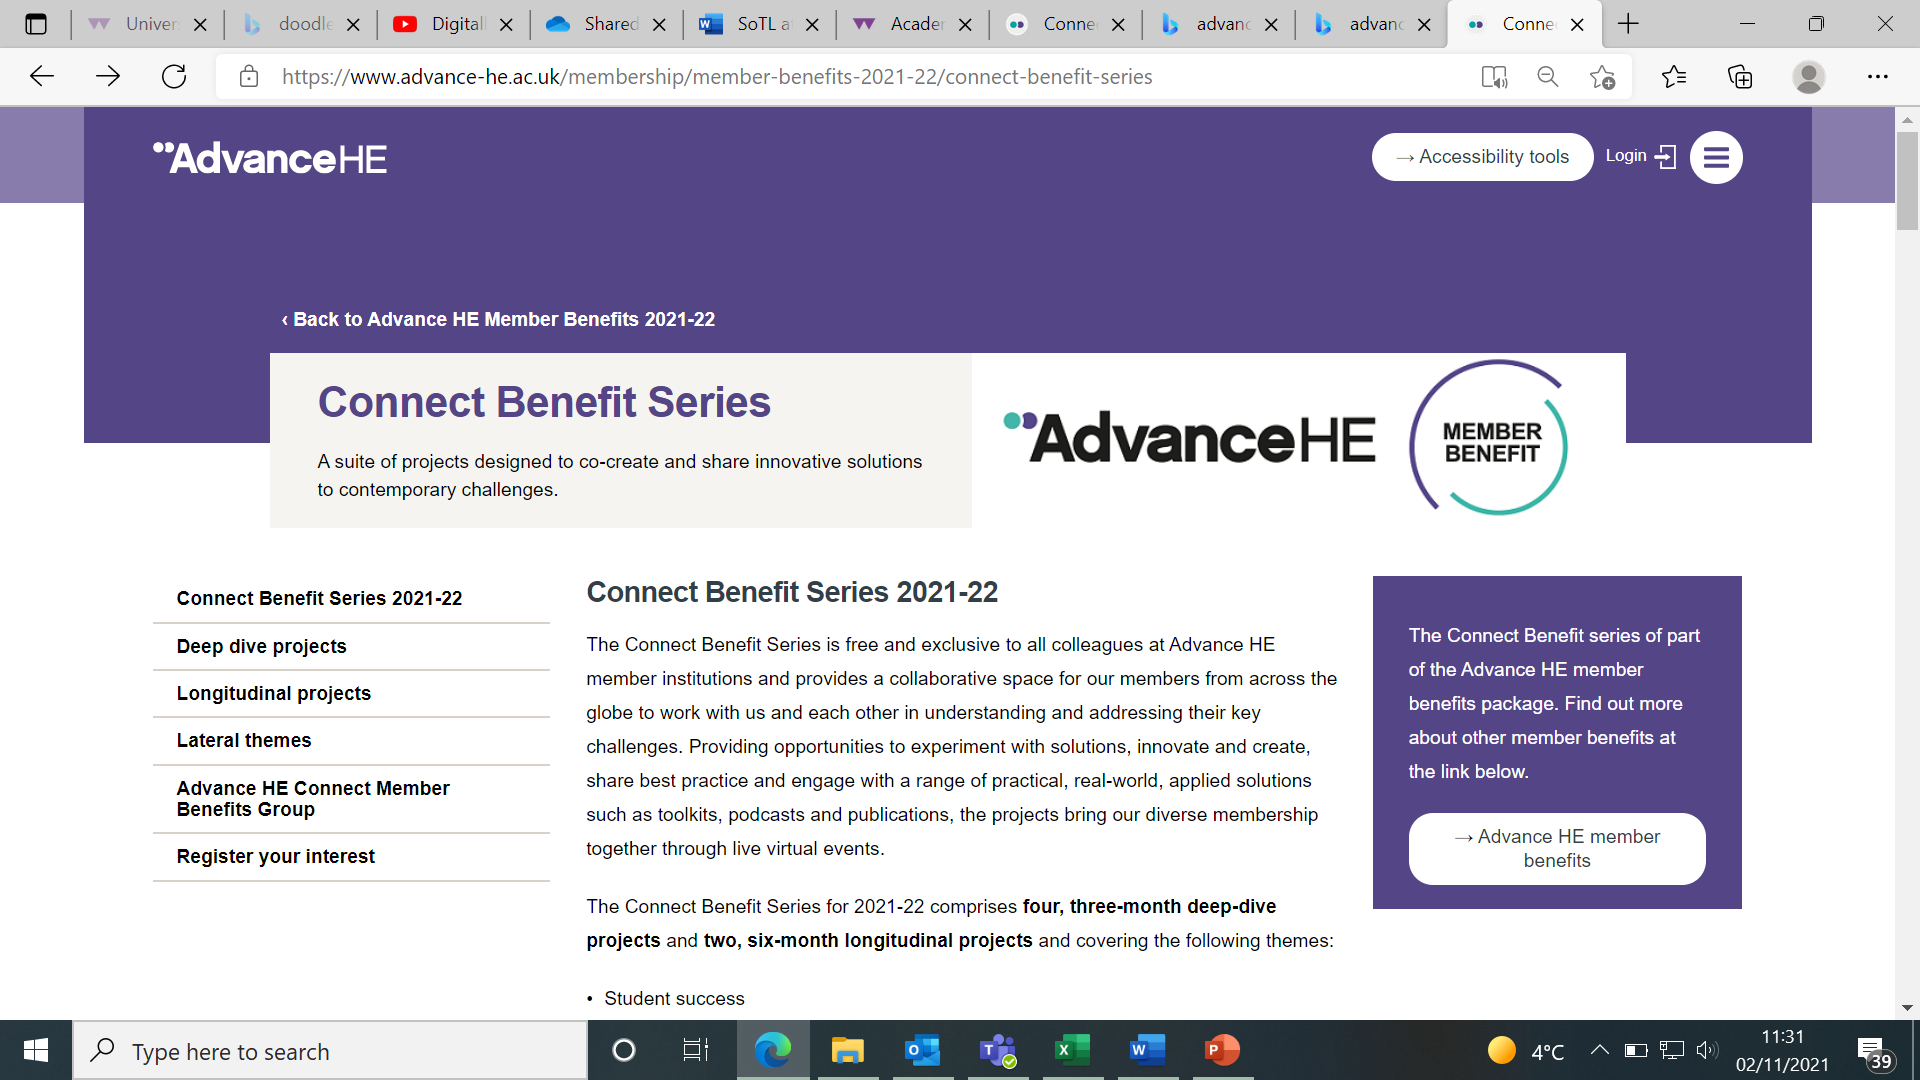 Univer
doodle
Digitall
Shared
SoTL a
Acader
Conne
advanc
advanc
Conne
https://www.advance-he.ac.uk/membership/member-benefits-2021-22/connect-benefit-series
AdvanceHE
→ Accessibility tools
Login
‹ Back to Advance HE Member Benefits 2021-22
Connect Benefit Series
A suite of projects designed to co-create and share innovative solutions
to contemporary challenges.
AdvanceHE
MEMBER
BENEFIT
Connect Benefit Series 2021-22
Deep dive projects
Longitudinal projects
Lateral themes
Advance HE Connect Member
Benefits Group
Register your interest
Connect Benefit Series 2021-22
The Connect Benefit Series is free and exclusive to all colleagues at Advance HE
member institutions and provides a collaborative space for our members from across the
globe to work with us and each other in understanding and addressing their key
challenges. Providing opportunities to experiment with solutions, innovate and create,
share best practice and engage with a range of practical, real-world, applied solutions
such as toolkits, podcasts and publications, the projects bring our diverse membership
together through live virtual events.
The Connect Benefit Series for 2021-22 comprises four, three-month deep-dive
projects and two, six-month longitudinal projects and covering the following themes:
• Student success
The Connect Benefit series of part
of the Advance HE member
benefits package. Find out more
about other member benefits at
the link below.
→ Advance HE member
benefits
Type here to search
4°C
11:31
02/11/2021
39